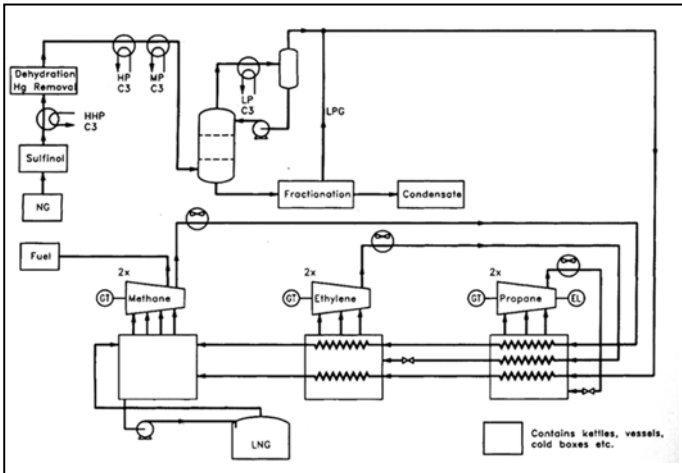 Dehydration
Hg Removal
HHP
C3
Sulfinol
NG
HP
C3
MP
C3
LP
C3
LPG
Fractionation
Condensate
Fuel
2x
GT
Methane
2x
GT
Ethylene
2x
GT
Propane
EL
LNG
Contains kettles, vessels,
cold boxes etc.